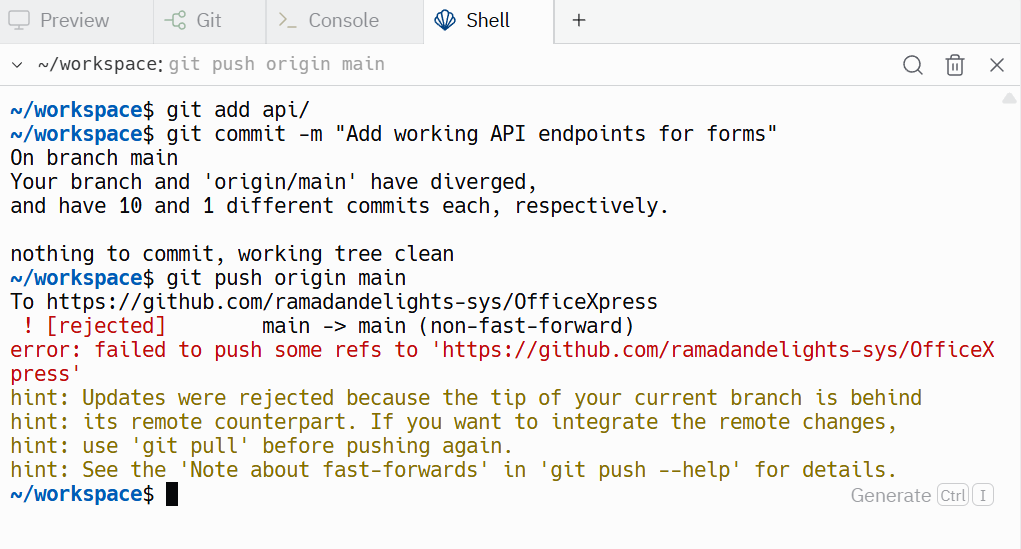 Preview Git Console Shell +
~/workspace: git push origin main
~/workspace$ git add api/
~/workspace$ git commit -m "Add working API endpoints for forms"
On branch main
Your branch and 'origin/main' have diverged,
and have 10 and 1 different commits each, respectively.
nothing to commit, working tree clean
~/workspace$ git push origin main
To https://github.com/ramadandelights-sys/OfficeXpress
 ! [rejected]        main -> main (non-fast-forward)
error: failed to push some refs to 'https://github.com/ramadandelights-sys/OfficeX
press'
hint: Updates were rejected because the tip of your current branch is behind
hint: its remote counterpart. If you want to integrate the remote changes,
hint: use 'git pull' before pushing again.
hint: See the 'Note about fast-forwards' in 'git push --help' for details.
~/workspace$
Generate Ctrl I